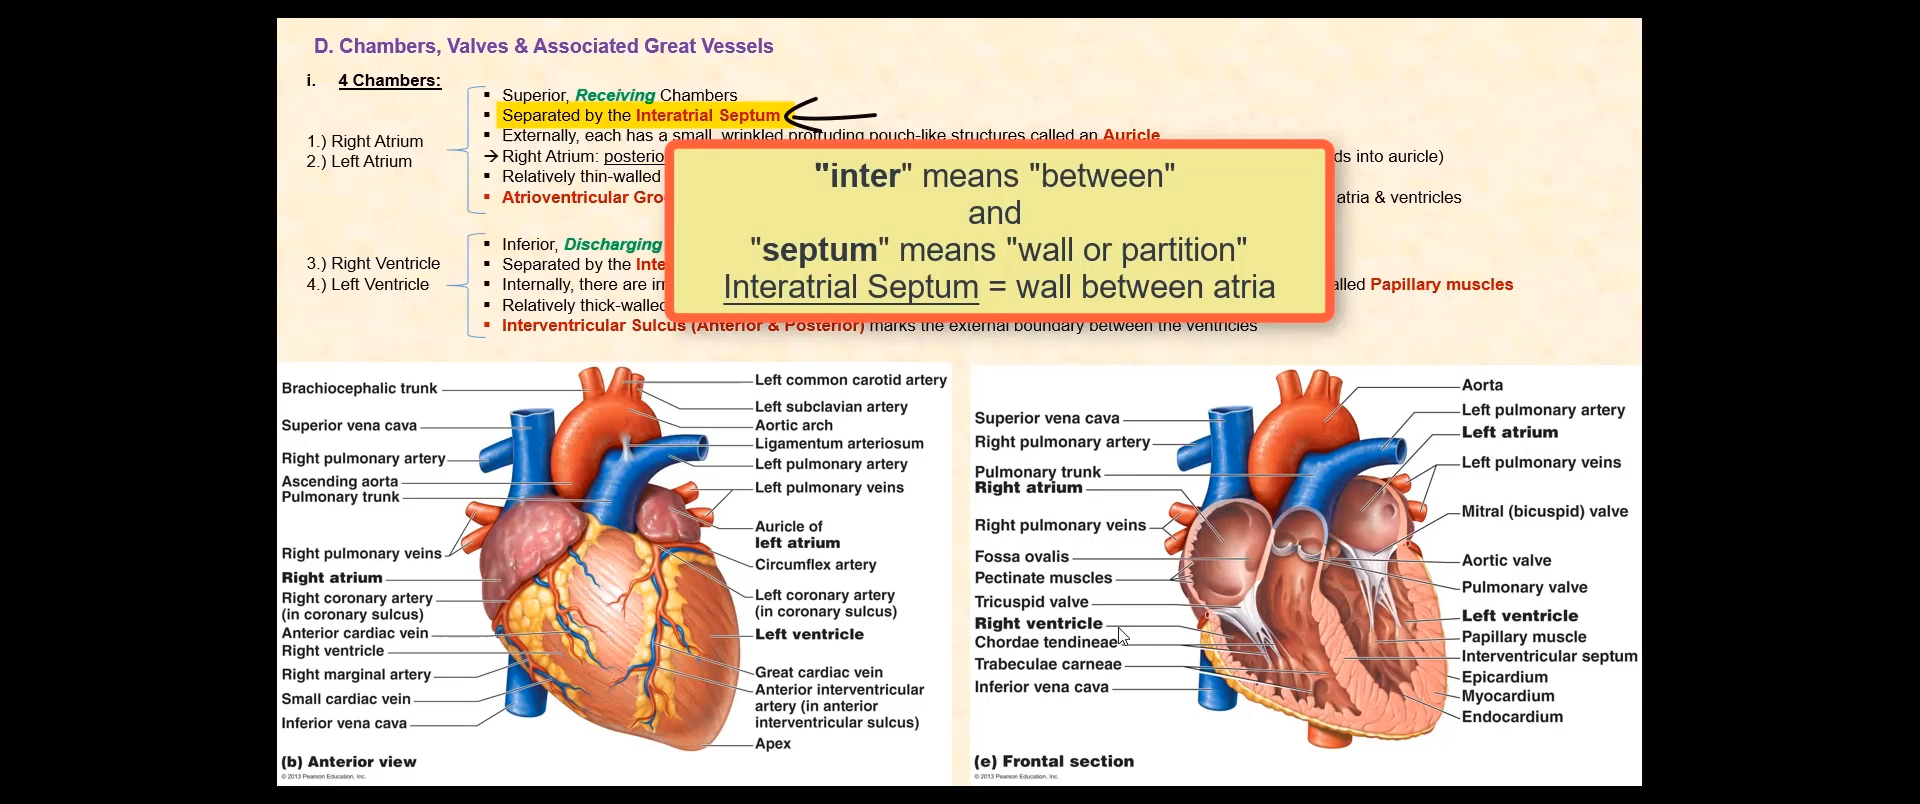 D. Chambers, Valves & Associated Great Vessels
i. 4 Chambers:
1.) Right Atrium
2.) Left Atrium
▪ Superior, Receiving Chambers
▪ Separated by the Interatrial Septum
▪ Externally, each has a small, wrinkled protruding pouch-like structures called an Auricle
→ Right Atrium: posterio
ds into auricle)
▪ Relatively thin-walled
▪ Atrioventricular Gro
atria & ventricles
3.) Right Ventricle
4.) Left Ventricle
▪ Inferior, Discharging
▪ Separated by the Inte
▪ Internally, there are ir
alled Papillary muscles
▪ Relatively thick-walled
▪ Interventricular Sulcus (Anterior & Posterior) marks the external boundary between the ventricles
"inter" means "between"
and
"septum" means "wall or partition"
Interatrial Septum = wall between atria
Brachiocephalic trunk
Superior vena cava
Right pulmonary artery
Ascending aorta
Pulmonary trunk
Right pulmonary veins
Right atrium
Right coronary artery
(in coronary sulcus)
Anterior cardiac vein
Right ventricle
Right marginal artery
Small cardiac vein
Inferior vena cava
Left common carotid artery
Left subclavian artery
Aortic arch
Ligamentum arteriosum
Left pulmonary artery
Left pulmonary veins
Auricle of
left atrium
Circumflex artery
Left coronary artery
(in coronary sulcus)
Left ventricle
Great cardiac vein
Anterior interventricular
artery (in anterior
interventricular sulcus)
Apex
(b) Anterior view
© 2013 Pearson Education, Inc.
Superior vena cava
Right pulmonary artery
Pulmonary trunk
Right atrium
Right pulmonary veins
Fossa ovalis
Pectinate muscles
Tricuspid valve
Right ventricle
Chordae tendineae
Trabeculae carneae
Inferior vena cava
Aorta
Left pulmonary artery
Left atrium
Left pulmonary veins
Mitral (bicuspid) valve
Aortic valve
Pulmonary valve
Left ventricle
Papillary muscle
Interventricular septum
Epicardium
Myocardium
Endocardium
(e) Frontal section
© 2013 Pearson Education, Inc.